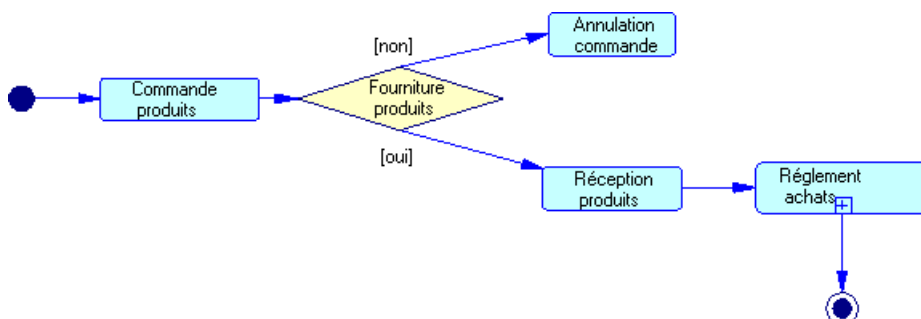 Annulation
commande
[non]
Commande
produits
Fourniture
produits
[oui]
Réception
produits
Réglement
achats